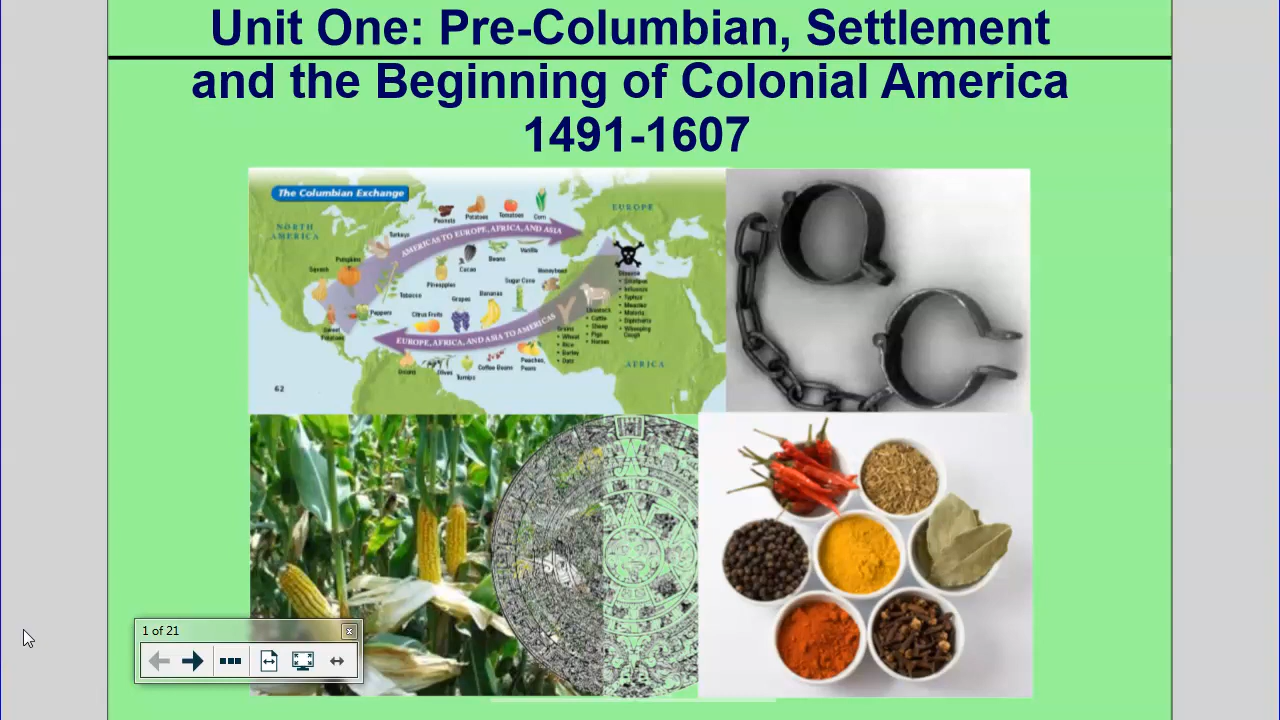 Unit One: Pre-Columbian, Settlement
and the Beginning of Colonial America
1491-1607
The Columbian Exchange
NORTH
AMERICA
EUROPE
AFRICA
AMERICAS TO EUROPE, AFRICA, AND ASIA
Peanuts
Potatoes
Tomatoes
Corn
Turkeys
Pumpkins
Squash
Cacao
Beans
Vanilla
Pineapples
Tobacco
Peppers
Sweet
Potatoes
Honeybees
Sugar Cane
Bananas
Grapes
Citrus Fruits
EUROPE, AFRICA, AND ASIA TO AMERICAS
Onions
Olives
Turnips
Coffee Beans
Peaches,
Pears
Grains
• Wheat
• Rice
• Barley
• Oats
Livestock
• Cattle
• Sheep
• Pigs
• Horses
Disease
• Smallpox
• Influenza
• Typhus
• Measles
• Malaria
• Diphtheria
• Whooping
Cough
62
1 of 21